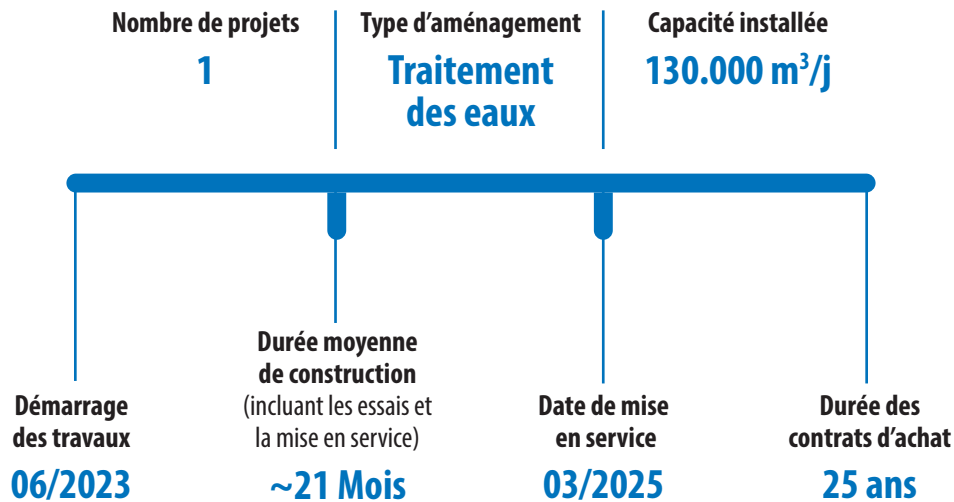 Nombre de projets
1
Type d'aménagement
Traitement
des eaux
Capacité installée
130.000 m³/j
Démarrage
des travaux
06/2023
Durée moyenne
de construction
(incluant les essais et
la mise en service)
~21 Mois
Date de mise
en service
03/2025
Durée des
contrats d'achat
25 ans